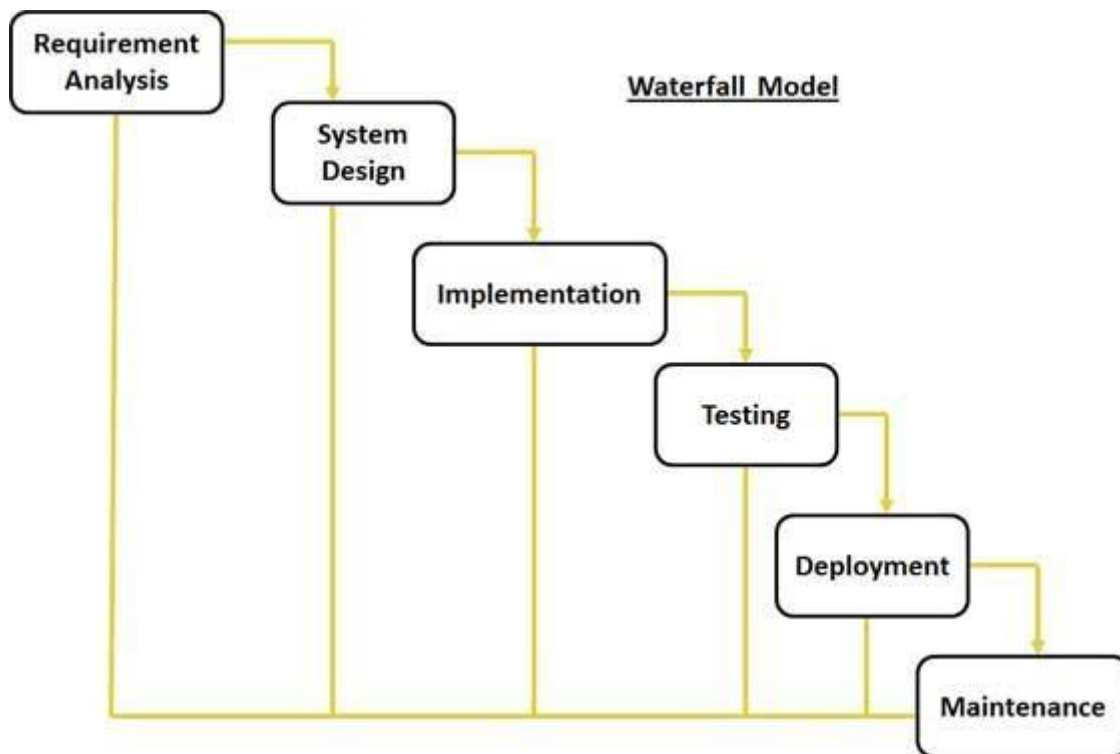 Requirement
Analysis
Waterfall Model
System
Design
Implementation
Testing
Deployment
Maintenance